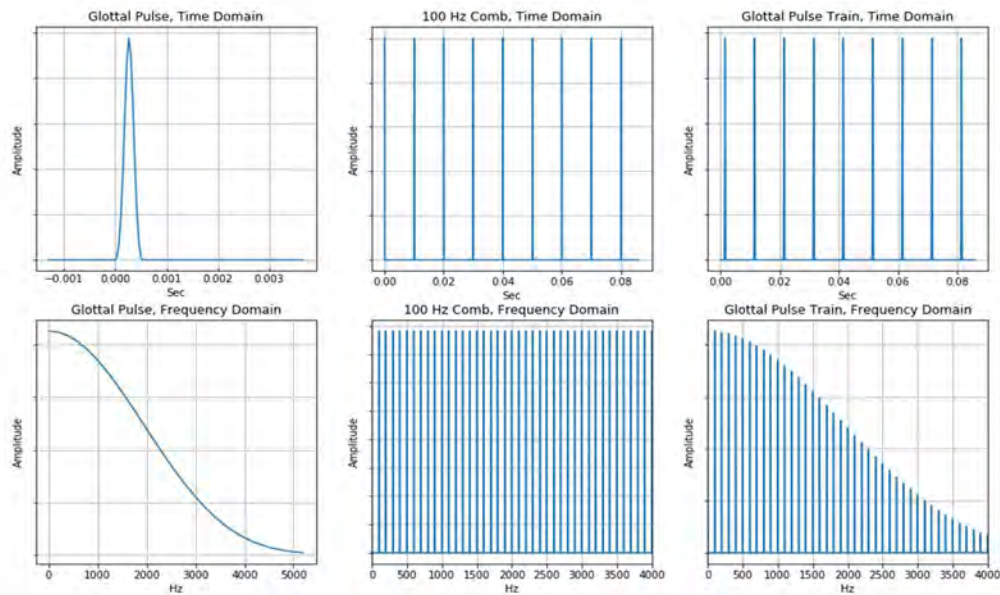 Glottal Pulse, Time Domain
Amplitude
−0.001 0.000 0.001 0.002 0.003
Sec
100 Hz Comb, Time Domain
Amplitude
0.00 0.02 0.04 0.06 0.08
Sec
Glottal Pulse Train, Time Domain
Amplitude
0.00 0.02 0.04 0.06 0.08
Sec
Glottal Pulse, Frequency Domain
Amplitude
0 1000 2000 3000 4000 5000
Hz
100 Hz Comb, Frequency Domain
Amplitude
0 500 1000 1500 2000 2500 3000 3500 4000
Hz
Glottal Pulse Train, Frequency Domain
Amplitude
0 500 1000 1500 2000 2500 3000 3500 4000
Hz